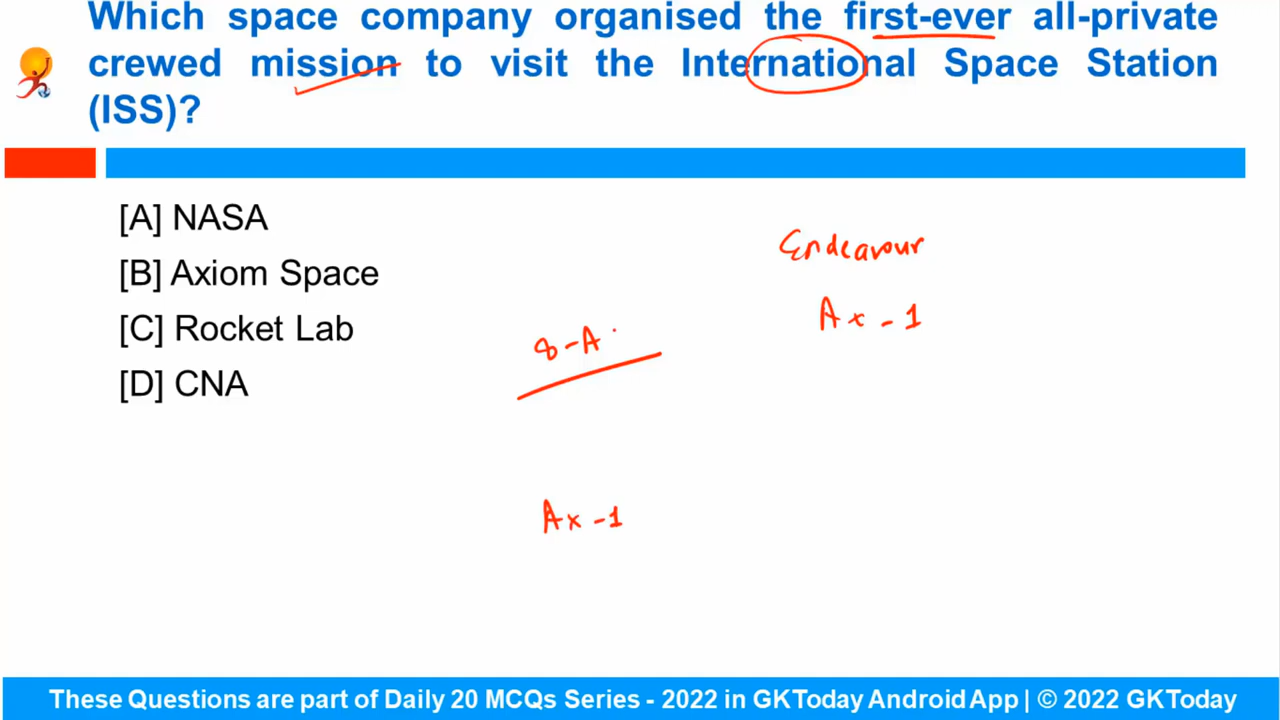 Which space company organised the first-ever all-private
crewed mission to visit the International Space Station
(ISS)?
[A] NASA
[B] Axiom Space
[C] Rocket Lab
[D] CNA
Endeavour
Ax - 1
8-A
Ax -1
These Questions are part of Daily 20 MCQs Series - 2022 in GKToday Android App | © 2022 GKToday